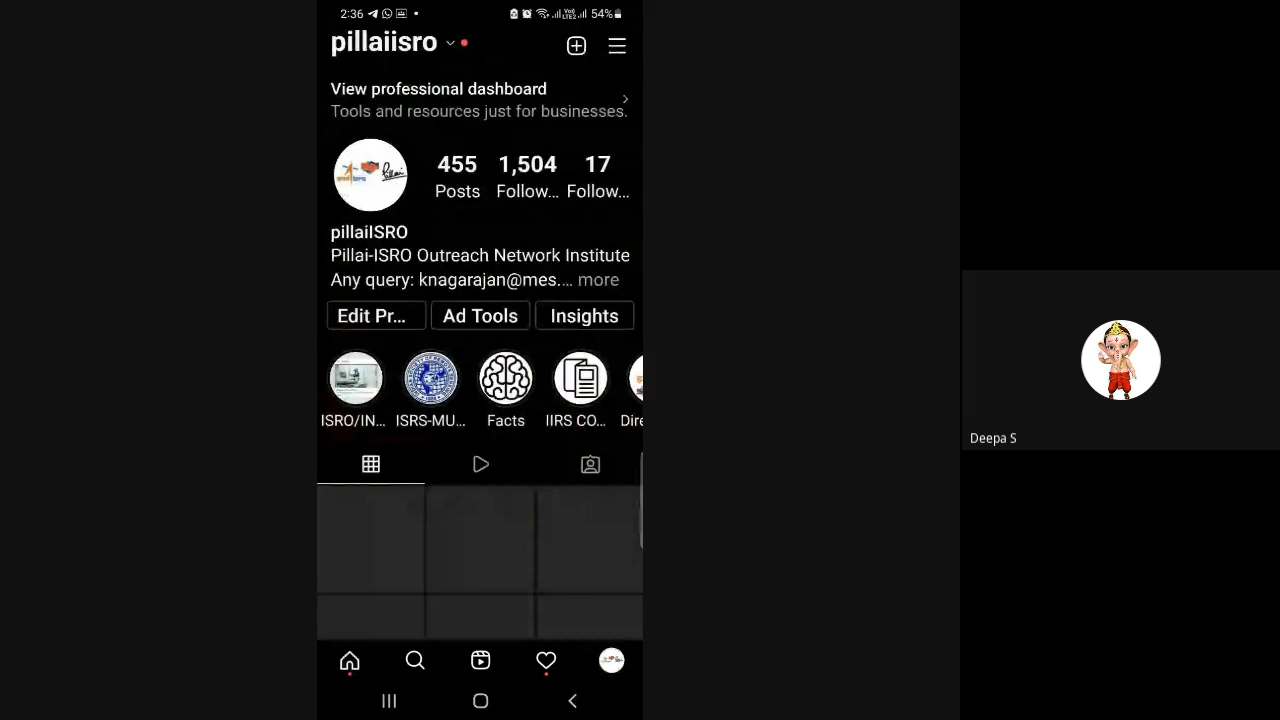 2:36 54%
pillaiisro
View professional dashboard
Tools and resources just for businesses.
455 1,504 17
Posts Follow... Follow...
pillaiISRO
Pillai-ISRO Outreach Network Institute
Any query: knagarajan@mes.... more
Edit Pr... Ad Tools Insights
ISRO/IN... ISRS-MU... Facts IIRS CO... Dire
Deepa S